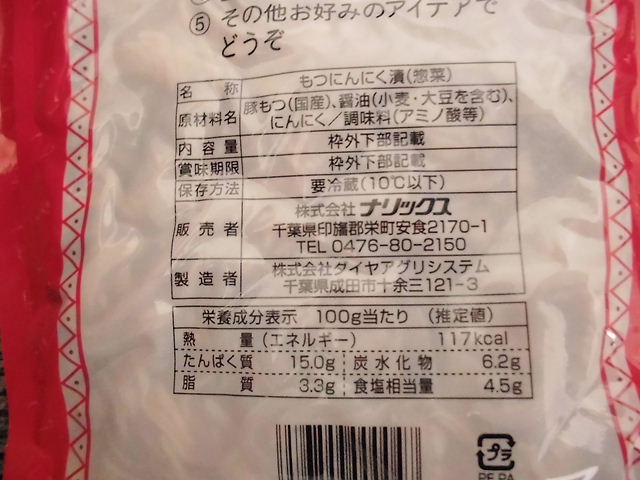 ⑤ その他お好みのアイデアで
どうぞ
名称 もつにんにく漬(惣菜)
原材料名 豚もつ(国産)、醤油(小麦・大豆を含む)、
にんにく/調味料(アミノ酸等)
内容量 枠外下部記載
賞味期限 枠外下部記載
保存方法 要冷蔵(10℃以下)
販売者 株式会社ナリックス
千葉県印旛郡栄町安食2170-1
TEL 0476-80-2150
製造者 株式会社ダイヤアグリシステム
千葉県成田市十余三121-3
栄養成分表示 100g当たり (推定値)
熱量(エネルギー) 117kcal
たんぱく質 15.0g 炭水化物 6.2g
脂質 3.3g 食塩相当量 4.5g
プラ
PE,PA